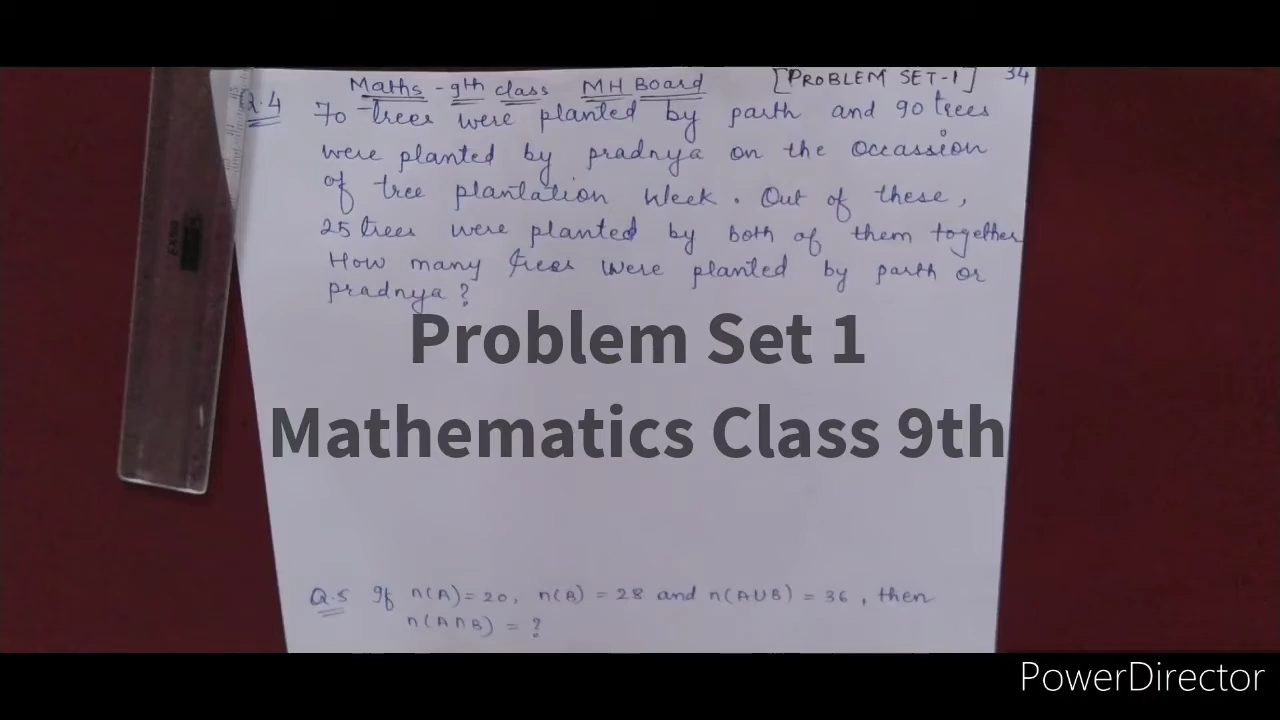 Maths - 9th class MH Board [PROBLEM SET-1] 34
Q.4 70 trees were planted by parth and 90 trees
were planted by pradnya on the occassion
of tree plantation week. Out of these,
25 trees were planted by both of them together
How many trees were planted by parth or
pradnya?
Problem Set 1
Mathematics Class 9th
Q.5 If n(A) = 20, n(B) = 28 and n(A∪B) = 36, then
n(A∩B) = ?
PowerDirector